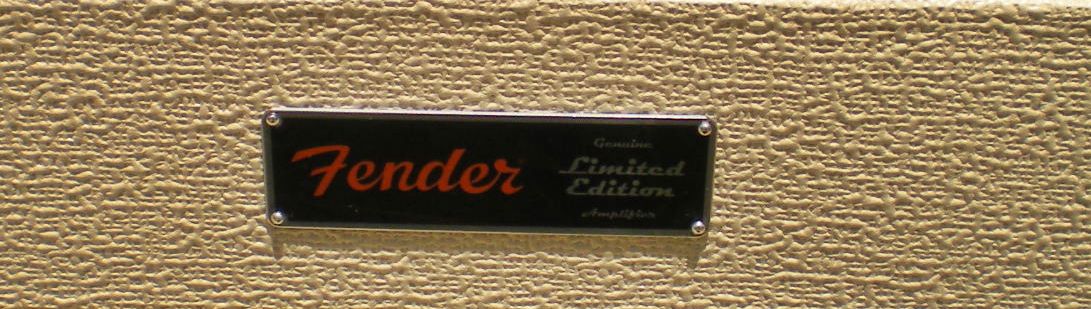 Fender
Genuine
Limited
Edition
Amplifier